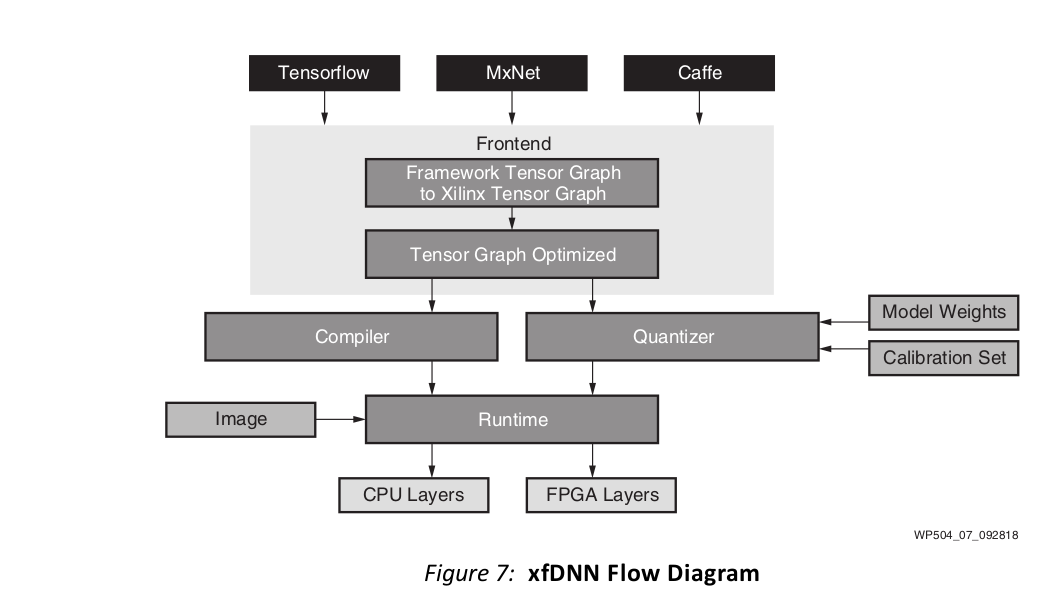 Tensorflow
MxNet
Caffe
Frontend
Framework Tensor Graph
to Xilinx Tensor Graph
Tensor Graph Optimized
Model Weights
Compiler
Quantizer
Calibration Set
Image
Runtime
CPU Layers
FPGA Layers
WP504_07_092818
Figure 7: xfDNN Flow Diagram